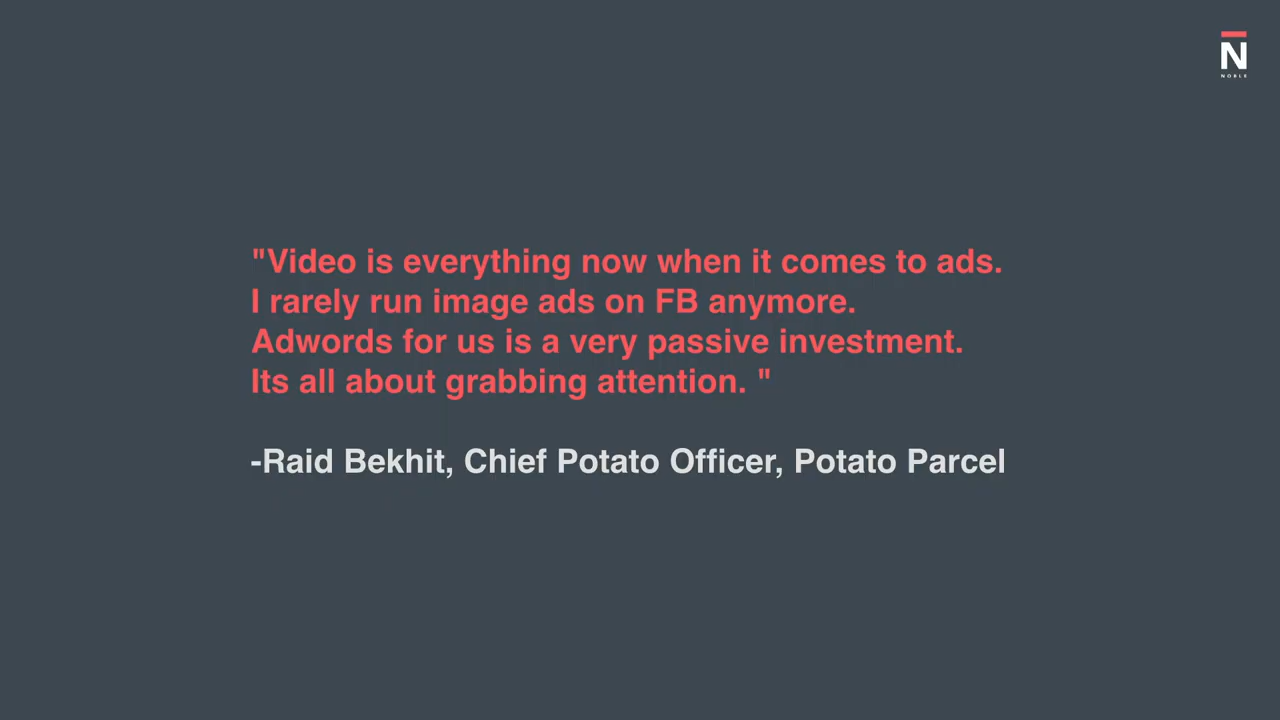 N
NOBLE
"Video is everything now when it comes to ads.
I rarely run image ads on FB anymore.
Adwords for us is a very passive investment.
Its all about grabbing attention. "
-Raid Bekhit, Chief Potato Officer, Potato Parcel